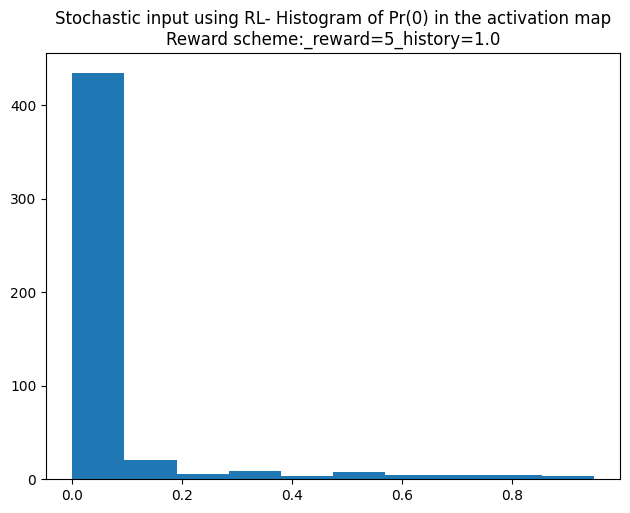 Stochastic input using RL- Histogram of Pr(0) in the activation map
Reward scheme:_reward=5_history=1.0
400
300
200
100
0
0.0 0.2 0.4 0.6 0.8